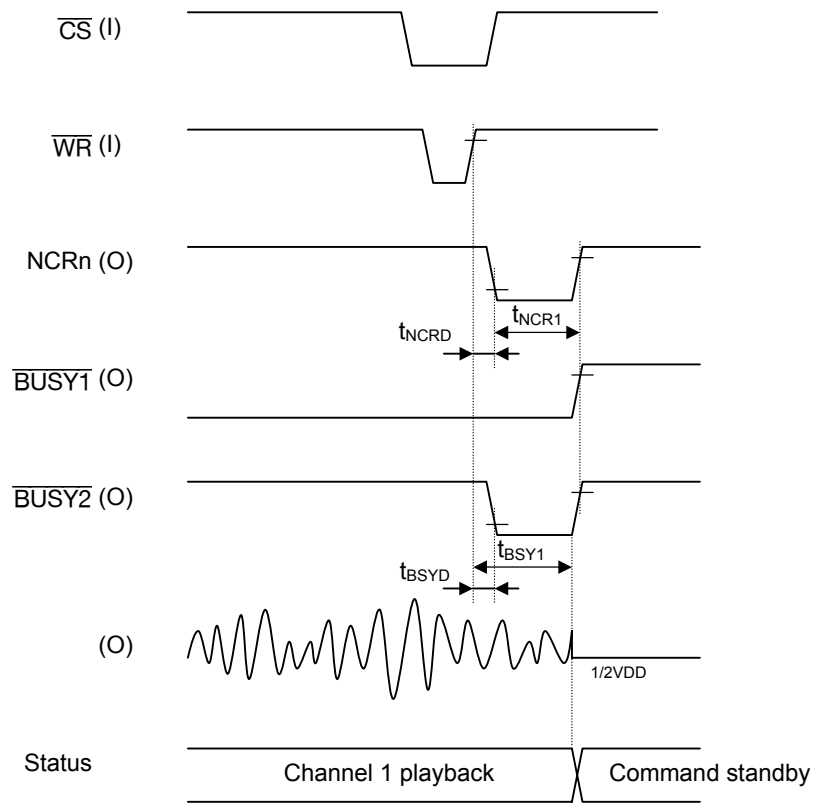 CS (I)
WR (I)
NCRn (O)
tNCRD
tNCR1
BUSY1 (O)
BUSY2 (O)
tBSYD
tBSY1
(O)
1/2VDD
Status
Channel 1 playback
Command standby